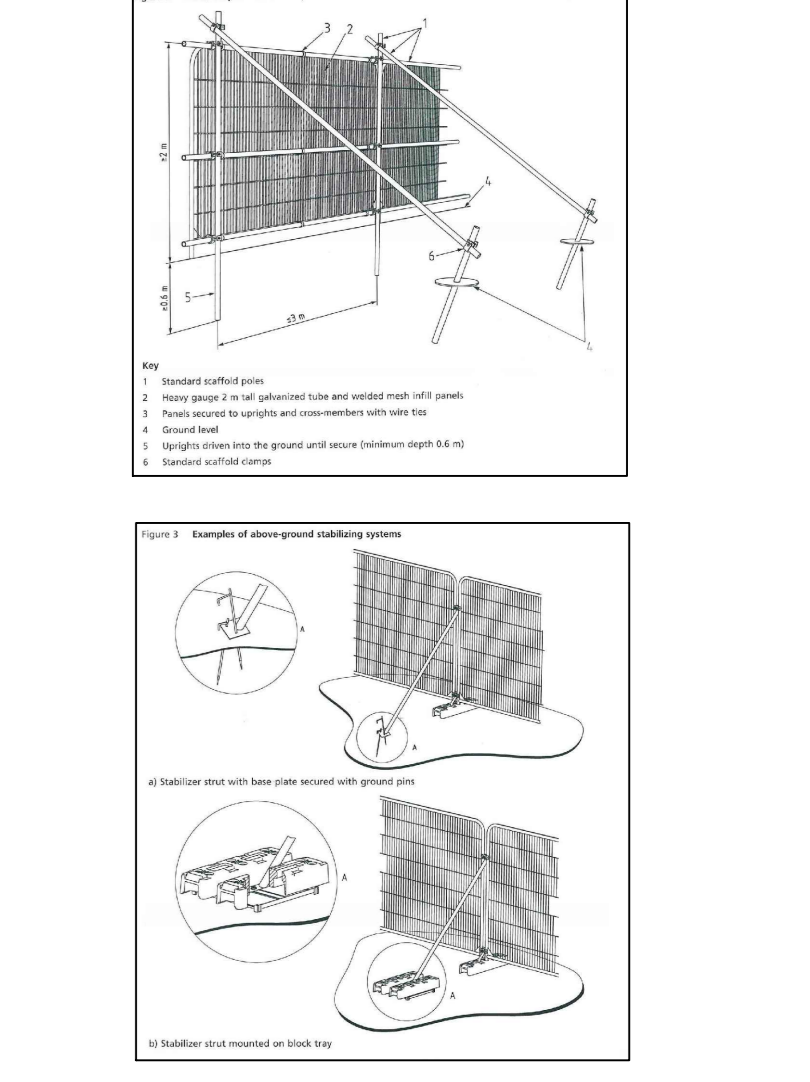 1
3
2
≥2 m
4
6
≥0.6 m
5
≤3 m
4
Key
1 Standard scaffold poles
2 Heavy gauge 2 m tall galvanized tube and welded mesh infill panels
3 Panels secured to uprights and cross-members with wire ties
4 Ground level
5 Uprights driven into the ground until secure (minimum depth 0.6 m)
6 Standard scaffold clamps
Figure 3 Examples of above-ground stabilizing systems
A
A
a) Stabilizer strut with base plate secured with ground pins
A
A
b) Stabilizer strut mounted on block tray